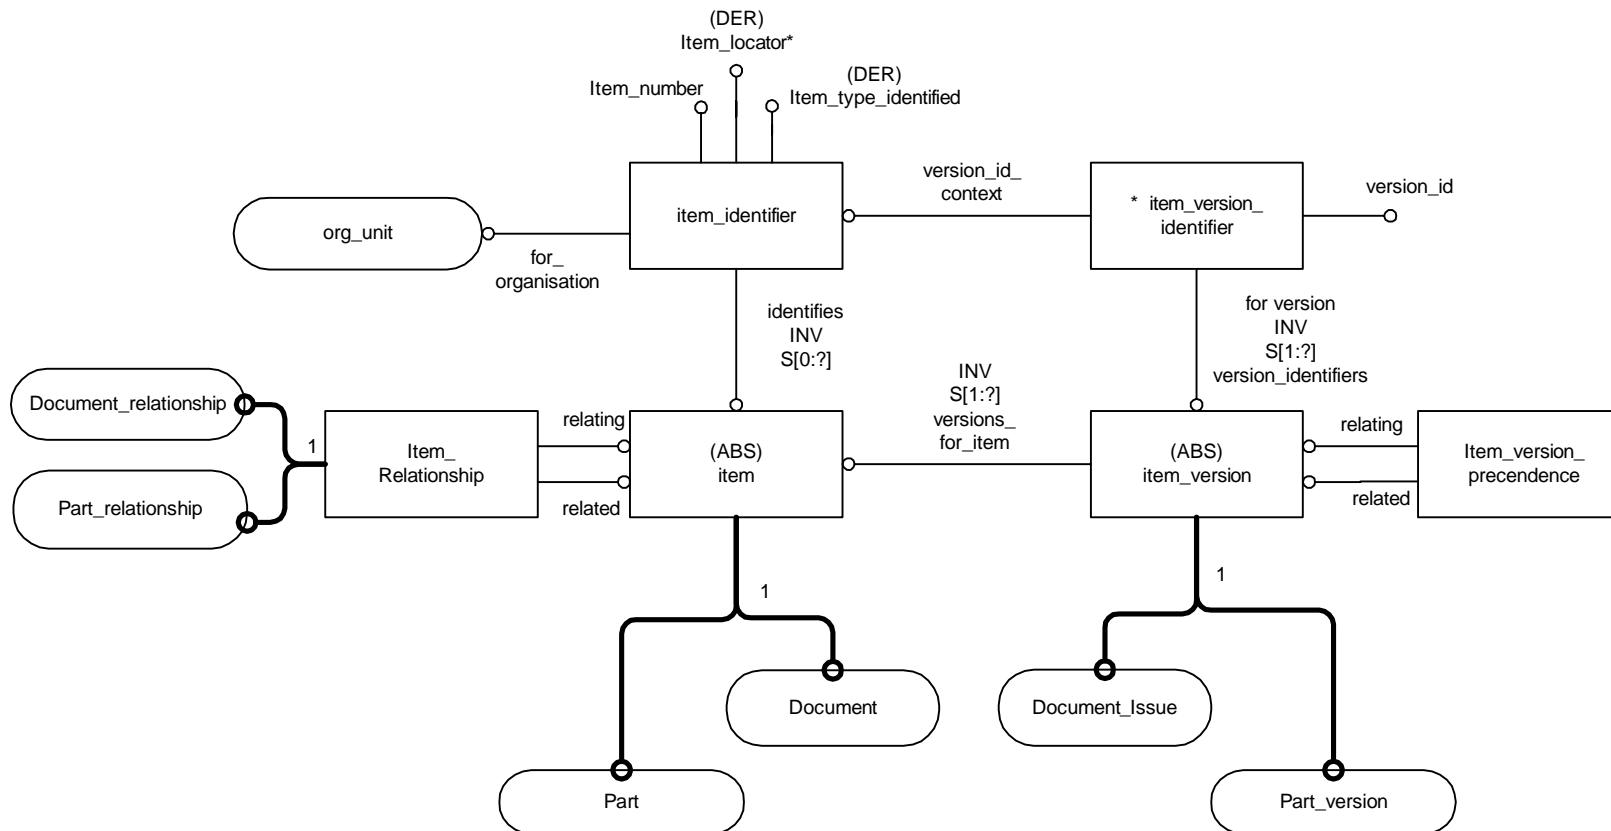 (DER)
Item_locator*
Item_number
(DER)
Item_type_identified
version_id_
context
version_id
item_identifier
* item_version_
identifier
org_unit
for_
organisation
identifies
INV
S[0:?]
for version
INV
S[1:?]
version_identifiers
INV
S[1:?]
versions_
for_item
Document_relationship
1
Part_relationship
Item_
Relationship
relating
related
(ABS)
item
(ABS)
item_version
relating
related
Item_version_
precendence
1
1
Document
Document_Issue
Part
Part_version